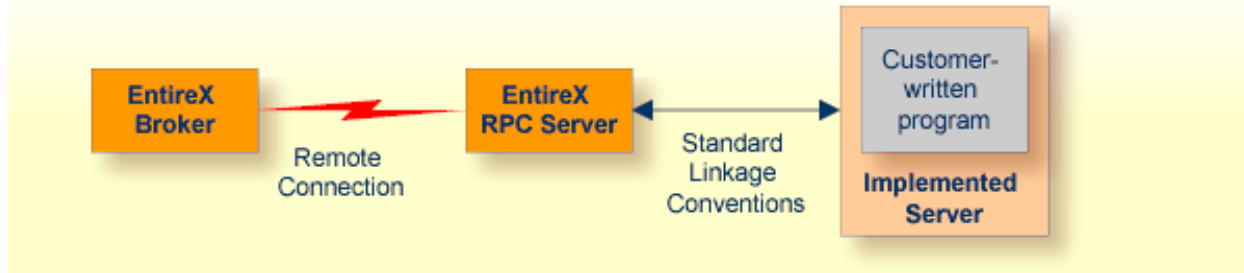 EntireX
Broker
Remote
Connection
EntireX
RPC Server
Standard
Linkage
Conventions
Customer-
written
program
Implemented
Server